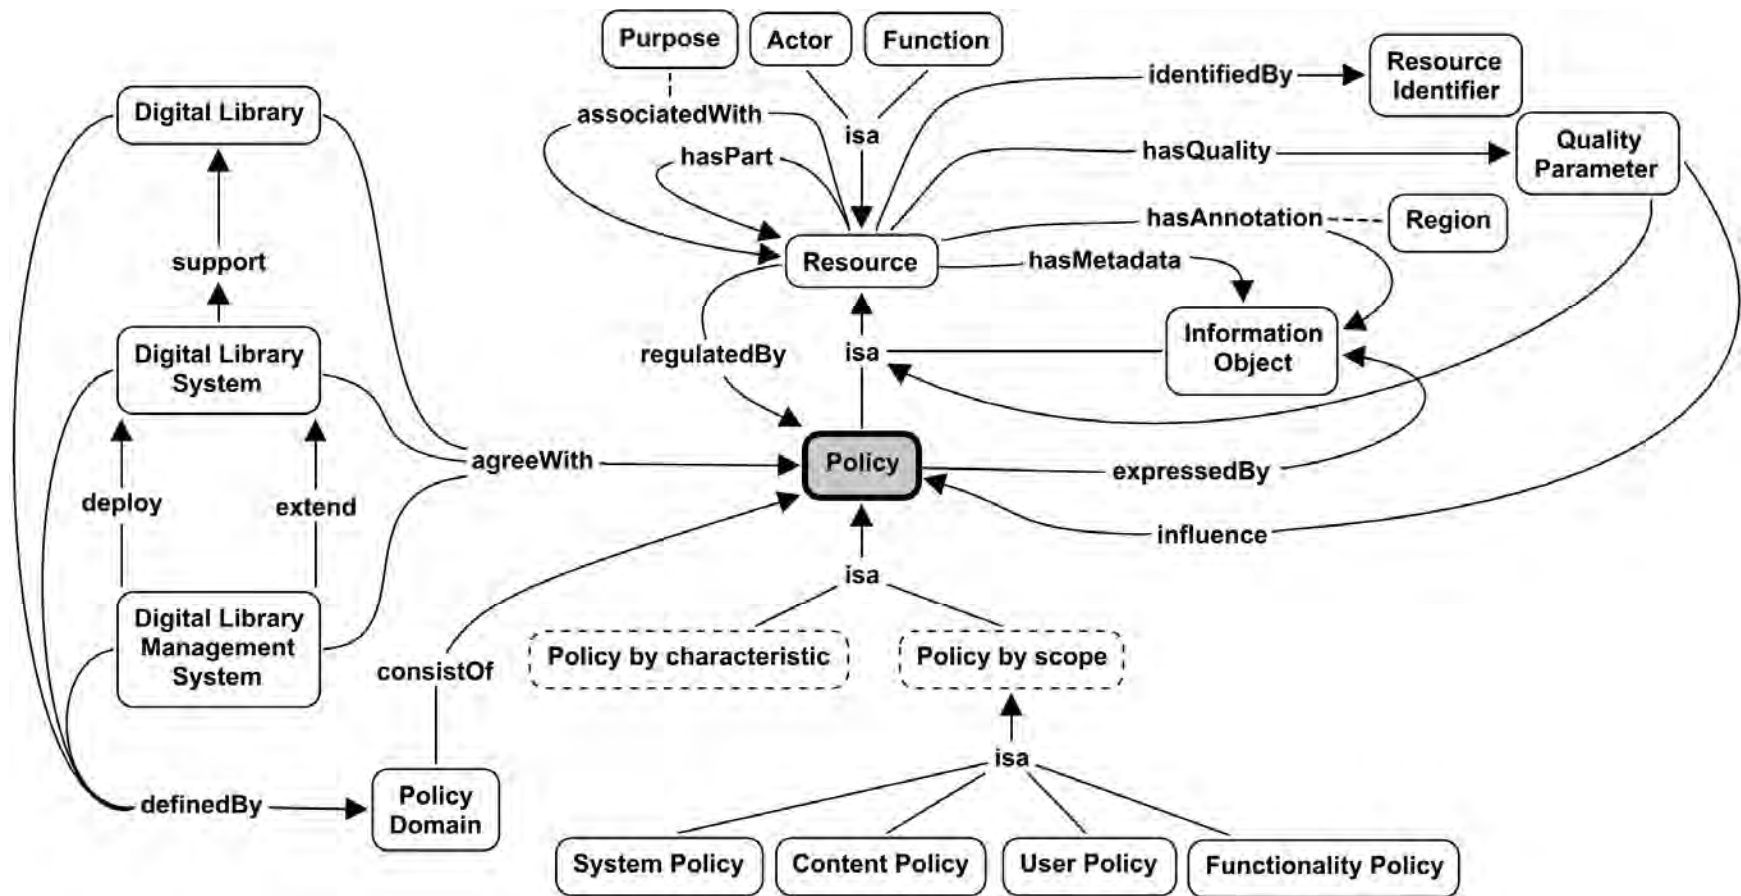 Purpose
Actor
Function
identifiedBy
Resource
Identifier
Digital Library
associatedWith
isa
hasPart
hasQuality
Quality
Parameter
hasAnnotation
Region
support
Resource
hasMetadata
Digital Library
System
regulatedBy
isa
Information
Object
agreeWith
Policy
expressedBy
deploy
extend
influence
isa
Digital Library
Management
System
consistOf
Policy by characteristic
Policy by scope
isa
definedBy
Policy
Domain
System Policy
Content Policy
User Policy
Functionality Policy